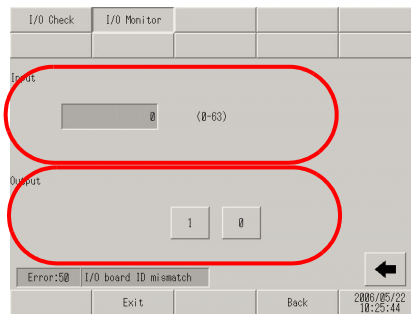 I/O Check I/O Monitor
Input
0 (0-63)
Output
1 0
Error:50 I/O board ID mismatch
Exit Back 2006/05/22
10:25:44